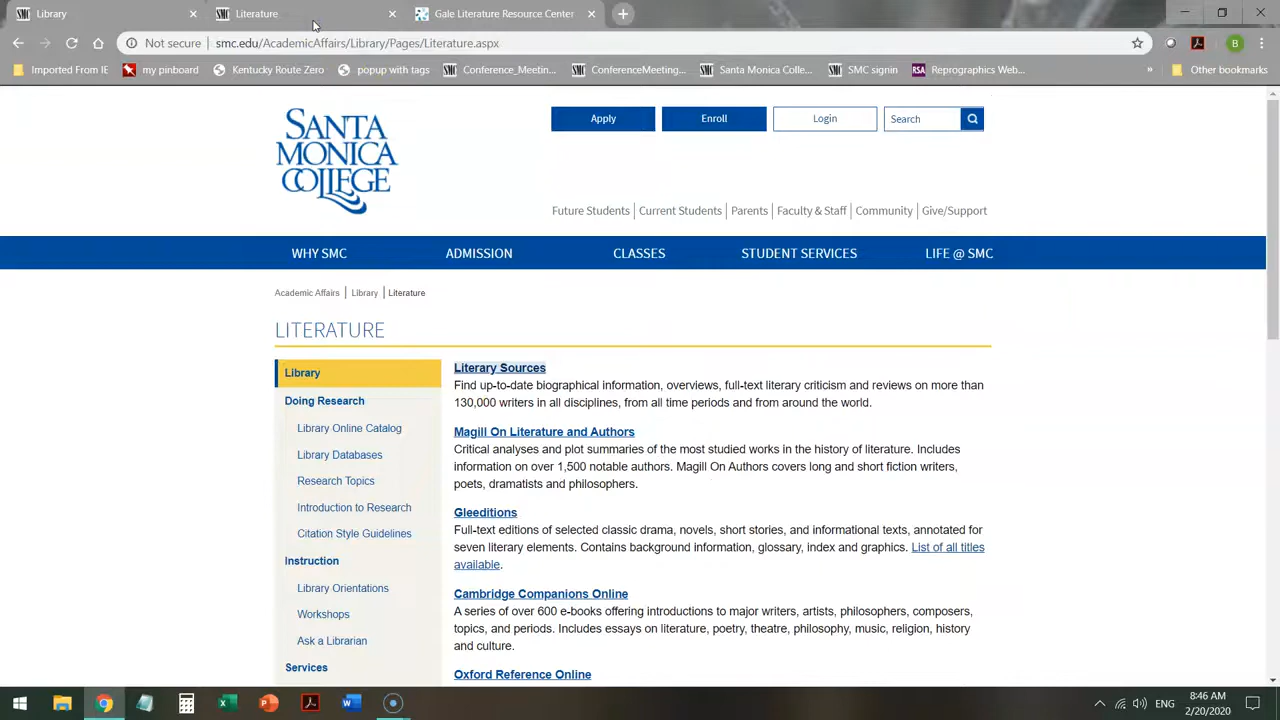 Library
Literature
Gale Literature Resource Center
Not secure
smc.edu/AcademicAffairs/Library/Pages/Literature.aspx
B
Imported From IE
my pinboard
Kentucky Route Zero
popup with tags
Conference_Meetin...
ConferenceMeeting...
Santa Monica Colle...
SMC signin
Reprographics Web...
»
Other bookmarks
SANTA
MONICA
COLLEGE
Apply
Enroll
Login
Search
Future Students | Current Students | Parents | Faculty & Staff | Community | Give/Support
WHY SMC
ADMISSION
CLASSES
STUDENT SERVICES
LIFE @ SMC
Academic Affairs | Library | Literature
LITERATURE
Library
Doing Research
Library Online Catalog
Library Databases
Research Topics
Introduction to Research
Citation Style Guidelines
Instruction
Library Orientations
Workshops
Ask a Librarian
Services
Literary Sources
Find up-to-date biographical information, overviews, full-text literary criticism and reviews on more than
130,000 writers in all disciplines, from all time periods and from around the world.
Magill On Literature and Authors
Critical analyses and plot summaries of the most studied works in the history of literature. Includes
information on over 1,500 notable authors. Magill On Authors covers long and short fiction writers,
poets, dramatists and philosophers.
Gleeditions
Full-text editions of selected classic drama, novels, short stories, and informational texts, annotated for
seven literary elements. Contains background information, glossary, index and graphics. List of all titles
available.
Cambridge Companions Online
A series of over 600 e-books offering introductions to major writers, artists, philosophers, composers,
topics, and periods. Includes essays on literature, poetry, theatre, philosophy, music, religion, history
and culture.
Oxford Reference Online
ENG
8:46 AM
2/20/2020